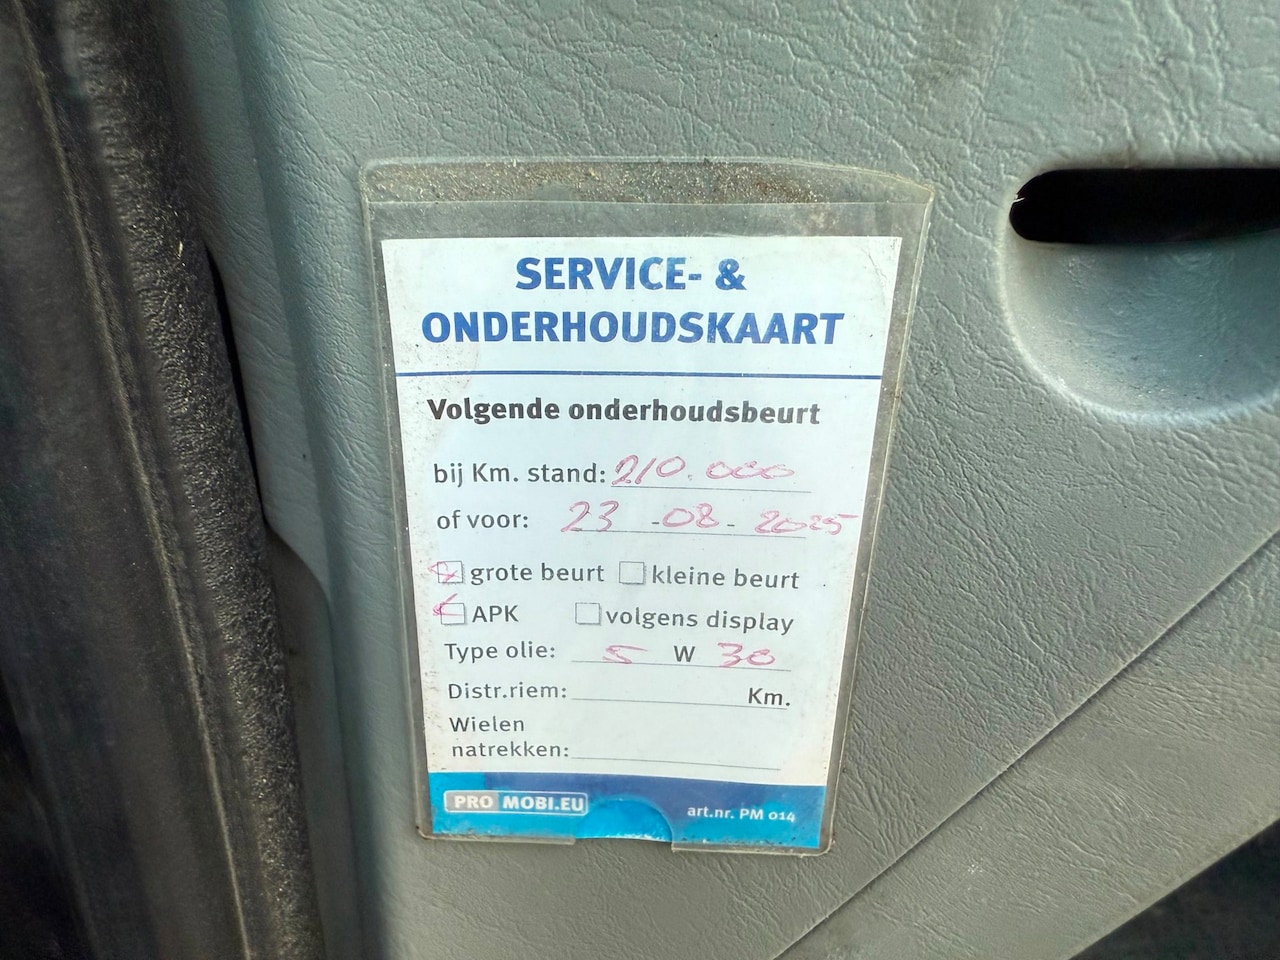 SERVICE- &
ONDERHOUDSKAART
Volgende onderhoudsbeurt
bij Km. stand: 210.000
of voor: 23-08-2025
grote beurt kleine beurt
APK volgens display
Type olie: 5 W 30
Distr.riem: Km.
Wielen
natrekken:
PRO MOBI.EU art.nr. PM 014